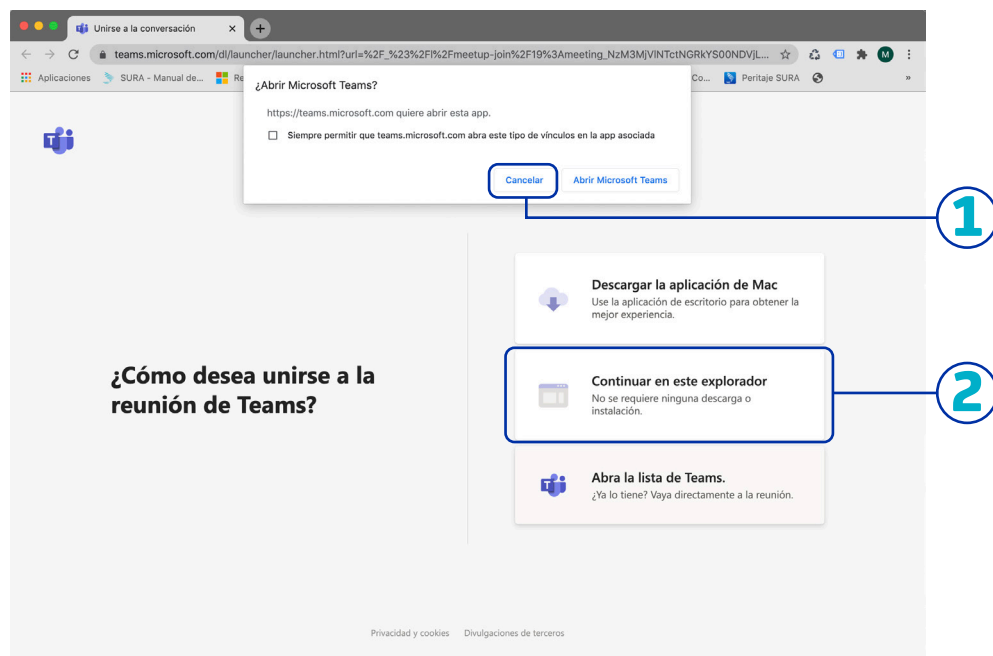 Unirse a la conversación
teams.microsoft.com/dl/launcher/launcher.html?url=%2F_%23%2Fl%2Fmeetup-join%2F19%3Ameeting_NzM3MjVlNTctNGRkYS00NDVjL...
M
Aplicaciones
SURA - Manual de...
Re
Co...
Peritaje SURA
»
¿Abrir Microsoft Teams?
https://teams.microsoft.com quiere abrir esta app.
Siempre permitir que teams.microsoft.com abra este tipo de vínculos en la app asociada
Cancelar
Abrir Microsoft Teams
1
Descargar la aplicación de Mac
Use la aplicación de escritorio para obtener la
mejor experiencia.
¿Cómo desea unirse a la
reunión de Teams?
Continuar en este explorador
No se requiere ninguna descarga o
instalación.
2
Abra la lista de Teams.
¿Ya lo tiene? Vaya directamente a la reunión.
Privacidad y cookies
Divulgaciones de terceros